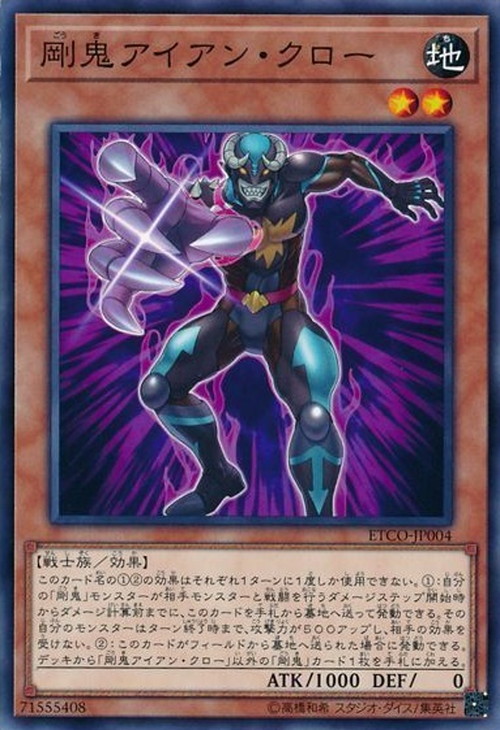 剛鬼アイアン・クロー
地
ETCO-JP004
【戦士族／効果】
このカード名の①②の効果はそれぞれ1ターンに1度しか使用できない。①：自分
の「剛鬼」モンスターが相手モンスターと戦闘を行うダメージステップ開始時
からダメージ計算前までに、このカードを手札から墓地へ送って発動できる。その
自分のモンスターはターン終了時まで、攻撃力が５００アップし、相手の効果を
受けない。②：このカードがフィールドから墓地へ送られた場合に発動できる。
デッキから「剛鬼アイアン・クロー」以外の「剛鬼」カード1枚を手札に加える。
ATK/1000 DEF/ 0
71555408
©高橋和希 スタジオ・ダイス/集英社